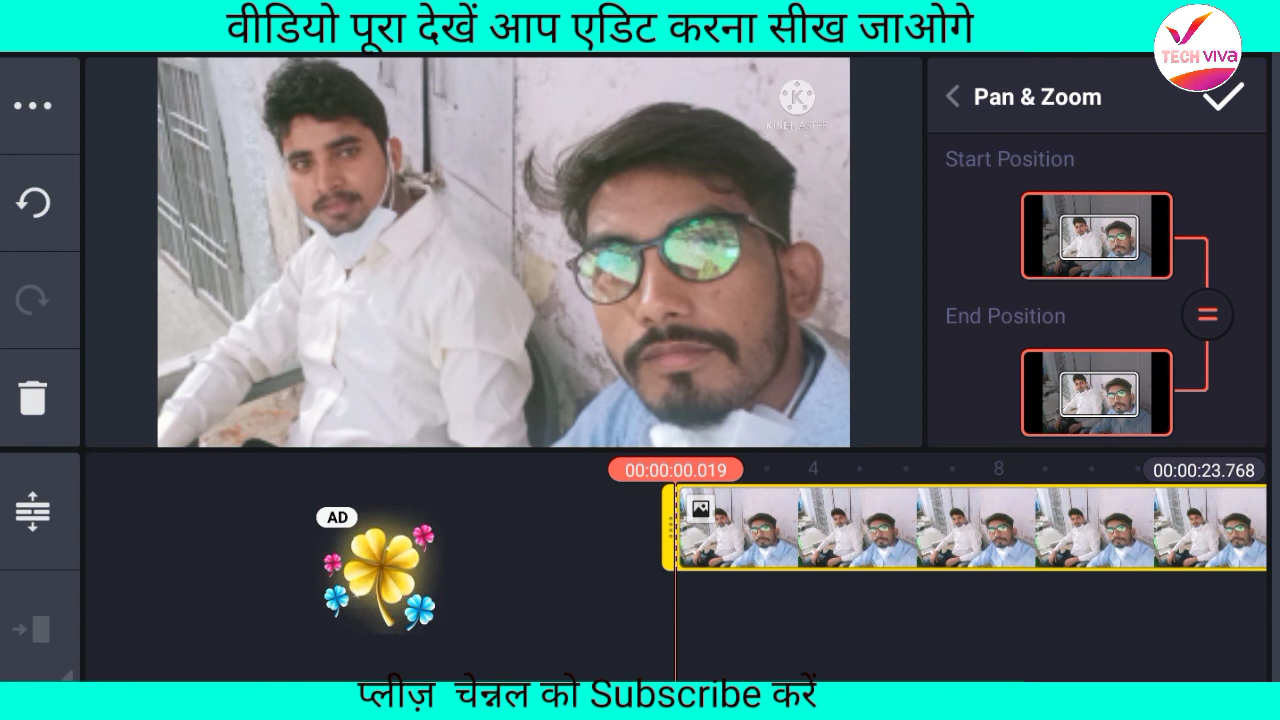 वीडियो पूरा देखें आप एडिट करना सीख जाओगे
TECH VIVA
K
KINEMASTER
Pan & Zoom
Start Position
End Position
=
00:00:00.019
4
8
00:00:23.768
AD
प्लीज़ चेन्नल को Subscribe करें